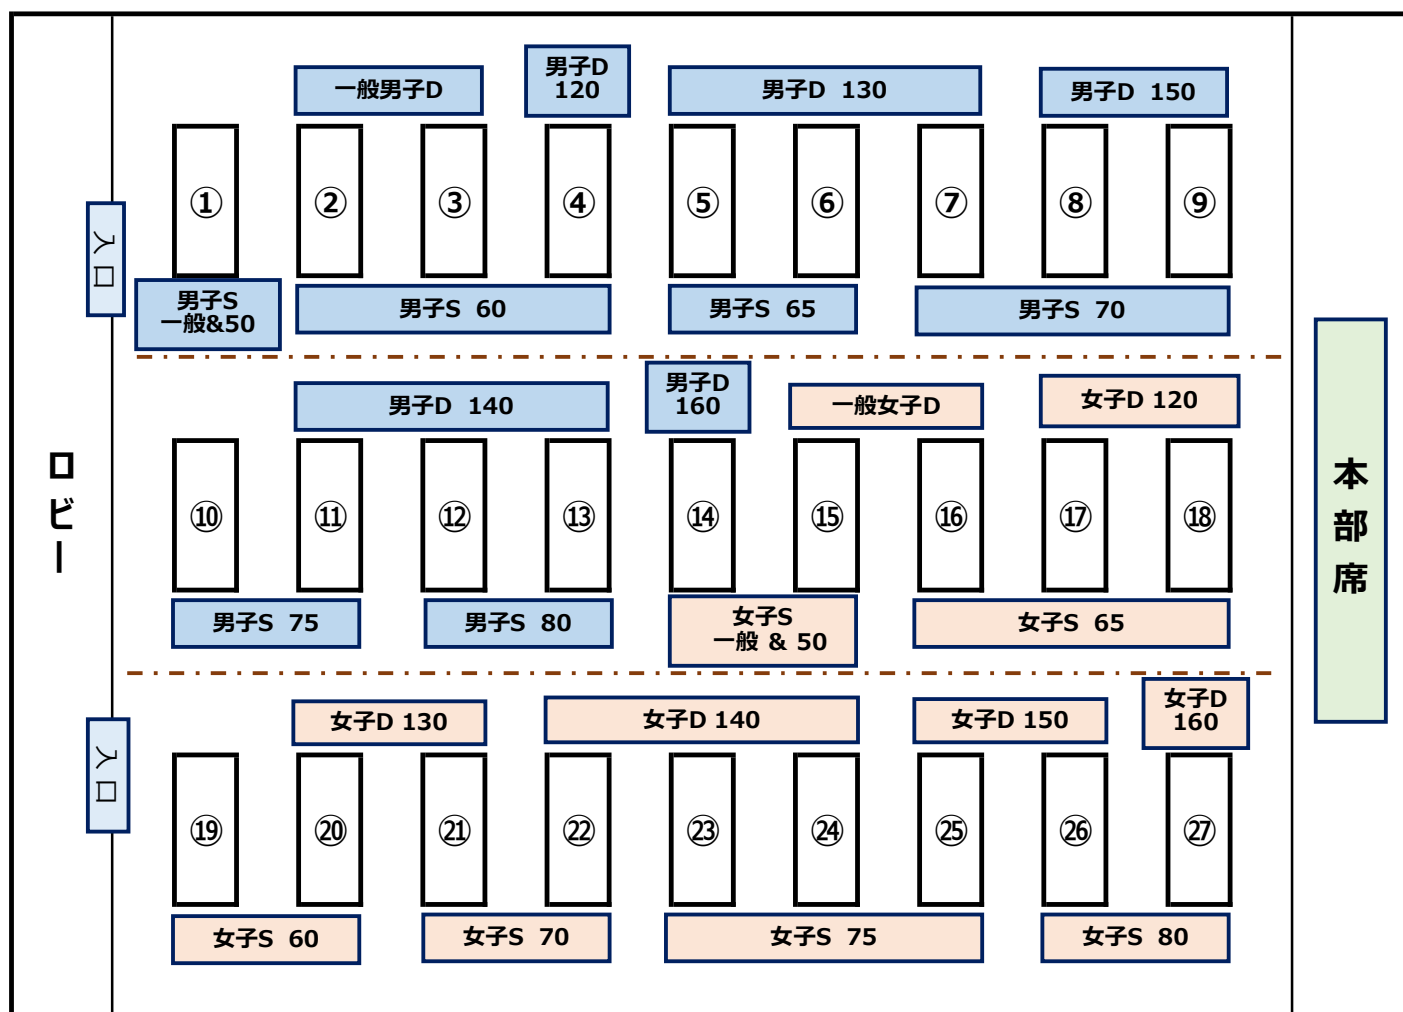 一般男子D
男子D
120
男子D 130
男子D 150
① ② ③ ④ ⑤ ⑥ ⑦ ⑧ ⑨
入口
男子S
一般&50
男子S 60
男子S 65
男子S 70
男子D 140
男子D
160
一般女子D
女子D 120
ロビー
⑩ ⑪ ⑫ ⑬ ⑭ ⑮ ⑯ ⑰ ⑱
本部席
男子S 75
男子S 80
女子S
一般 & 50
女子S 65
女子D 130
女子D 140
女子D 150
女子D
160
入口
⑲ ⑳ ㉑ ㉒ ㉓ ㉔ ㉕ ㉖ ㉗
女子S 60
女子S 70
女子S 75
女子S 80